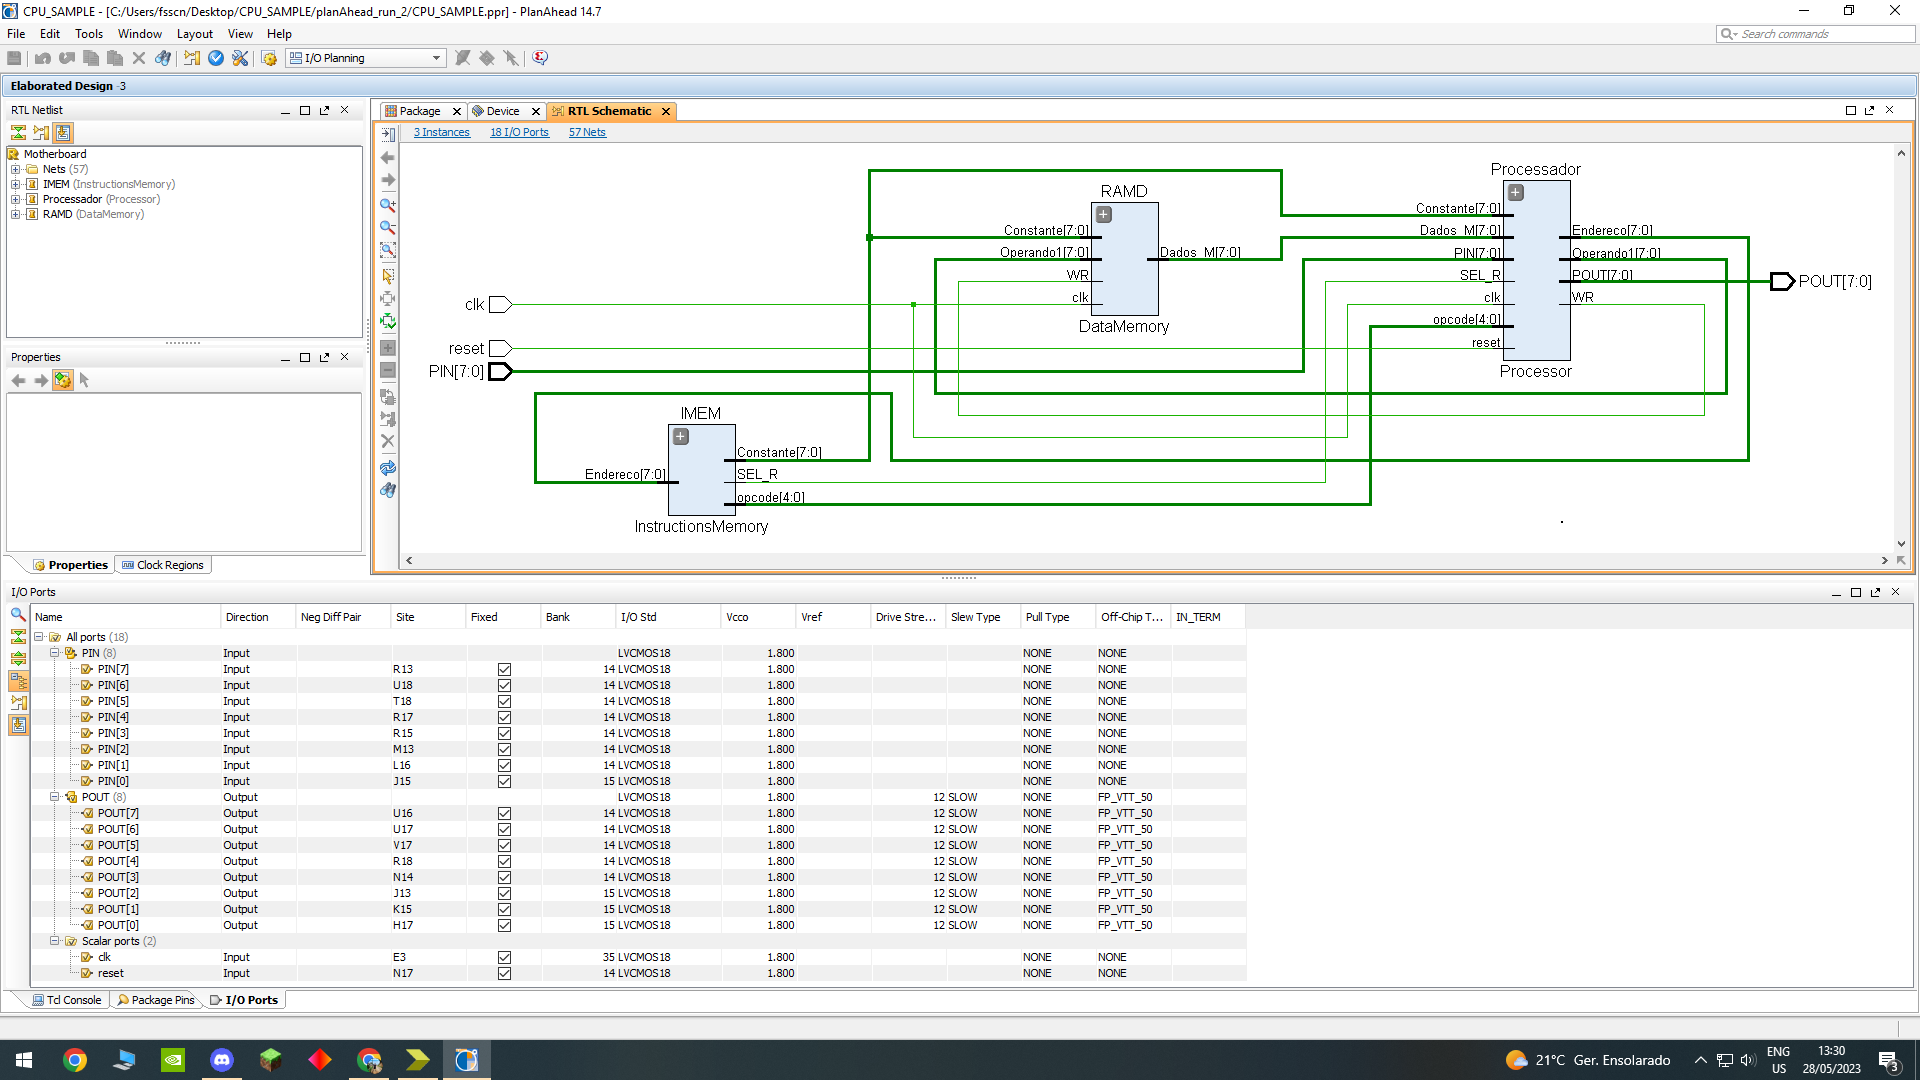 CPU_SAMPLE - [C:/Users/fsscn/Desktop/CPU_SAMPLE/planAhead_run_2/CPU_SAMPLE.ppr] - PlanAhead 14.7
File Edit Tools Window Layout View Help
Search commands
I/O Planning
Elaborated Design -3
RTL Netlist
Motherboard
Nets (57)
IMEM (InstructionsMemory)
Processador (Processor)
RAMD (DataMemory)
Properties
Properties Clock Regions
Package Device RTL Schematic
3 Instances 18 I/O Ports 57 Nets
Processador
RAMD
Constante[7:0]
Constante[7:0] Dados_M[7:0] Endereco[7:0]
Operando1[7:0] Dados_M[7:0] PIN[7:0] Operando1[7:0]
WR SEL_R POUT[7:0] POUT[7:0]
clk clk clk WR
DataMemory opcode[4:0]
reset reset
PIN[7:0] Processor
IMEM
Constante[7:0]
Endereco[7:0] SEL_R
opcode[4:0]
InstructionsMemory
I/O Ports
Name Direction Neg Diff Pair Site Fixed Bank I/O Std Vcco Vref Drive Stre... Slew Type Pull Type Off-Chip T... IN_TERM
All ports (18)
PIN (8) Input LVCMOS18 1.800 NONE NONE
PIN[7] Input R13 14 LVCMOS18 1.800 NONE NONE
PIN[6] Input U18 14 LVCMOS18 1.800 NONE NONE
PIN[5] Input T18 14 LVCMOS18 1.800 NONE NONE
PIN[4] Input R17 14 LVCMOS18 1.800 NONE NONE
PIN[3] Input R15 14 LVCMOS18 1.800 NONE NONE
PIN[2] Input M13 14 LVCMOS18 1.800 NONE NONE
PIN[1] Input L16 14 LVCMOS18 1.800 NONE NONE
PIN[0] Input J15 15 LVCMOS18 1.800 NONE NONE
POUT (8) Output LVCMOS18 1.800 12 SLOW NONE FP_VTT_50
POUT[7] Output U16 14 LVCMOS18 1.800 12 SLOW NONE FP_VTT_50
POUT[6] Output U17 14 LVCMOS18 1.800 12 SLOW NONE FP_VTT_50
POUT[5] Output V17 14 LVCMOS18 1.800 12 SLOW NONE FP_VTT_50
POUT[4] Output R18 14 LVCMOS18 1.800 12 SLOW NONE FP_VTT_50
POUT[3] Output N14 14 LVCMOS18 1.800 12 SLOW NONE FP_VTT_50
POUT[2] Output J13 15 LVCMOS18 1.800 12 SLOW NONE FP_VTT_50
POUT[1] Output K15 15 LVCMOS18 1.800 12 SLOW NONE FP_VTT_50
POUT[0] Output H17 15 LVCMOS18 1.800 12 SLOW NONE FP_VTT_50
Scalar ports (2)
clk Input E3 35 LVCMOS18 1.800 NONE NONE
reset Input N17 14 LVCMOS18 1.800 NONE NONE
Tcl Console Package Pins I/O Ports
21°C Ger. Ensolarado
ENG
US
13:30
28/05/2023
3